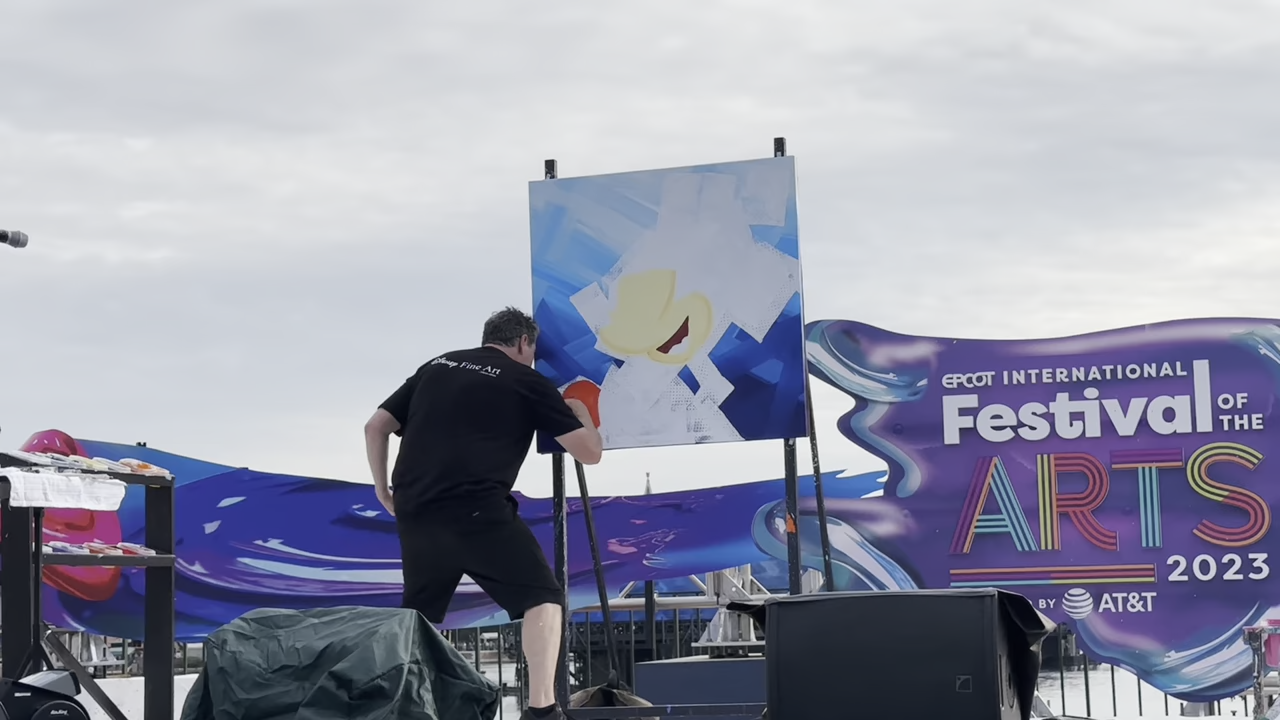 Disney Fine Art
EPCOT INTERNATIONAL
Festival OF THE
ARTS
2023
BY AT&T